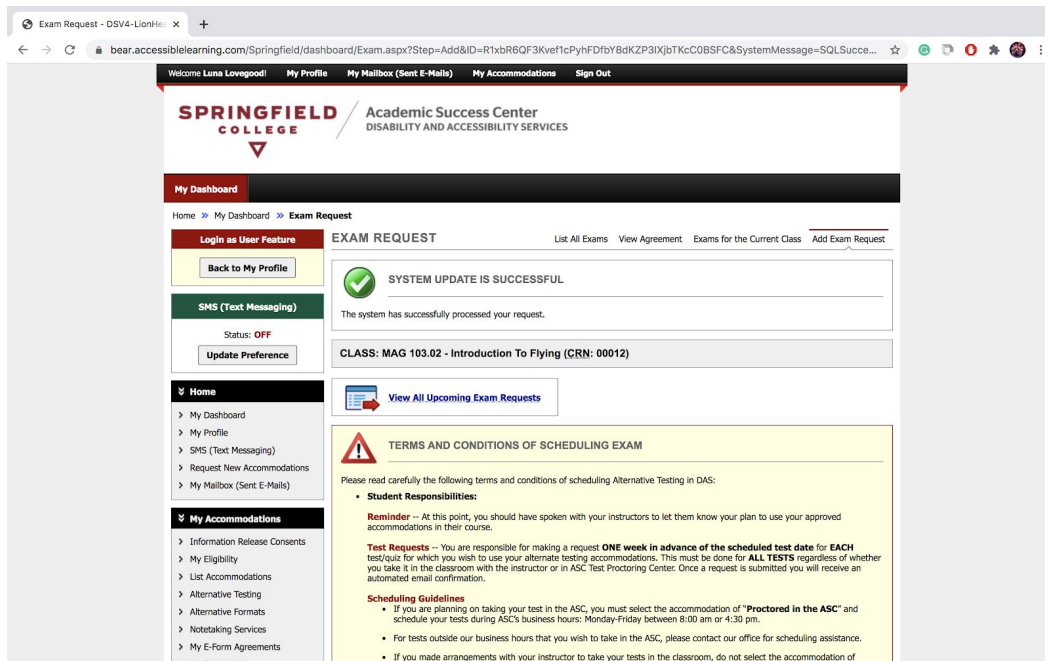 Exam Request - DSV4-LionHe
bear.accessiblelearning.com/Springfield/dashboard/Exam.aspx?Step=Add&ID=R1xbR6QF3Kvef1cPyhFDfbY8dKZP3IXjbTKcC0BSFC&SystemMessage=SQLSucce...
Welcome Luna Lovegood! My Profile My Mailbox (Sent E-Mails) My Accommodations Sign Out
SPRINGFIELD
COLLEGE
Academic Success Center
DISABILITY AND ACCESSIBILITY SERVICES
My Dashboard
Home » My Dashboard » Exam Request
Login as User Feature
Back to My Profile
SMS (Text Messaging)
Status: OFF
Update Preference
Home
My Dashboard
My Profile
SMS (Text Messaging)
Request New Accommodations
My Mailbox (Sent E-Mails)
My Accommodations
Information Release Consents
My Eligibility
List Accommodations
Alternative Testing
Alternative Formats
Notetaking Services
My E-Form Agreements
EXAM REQUEST
List All Exams View Agreement Exams for the Current Class Add Exam Request
SYSTEM UPDATE IS SUCCESSFUL
The system has successfully processed your request.
CLASS: MAG 103.02 - Introduction To Flying (CRN: 00012)
View All Upcoming Exam Requests
TERMS AND CONDITIONS OF SCHEDULING EXAM
Please read carefully the following terms and conditions of scheduling Alternative Testing in DAS:
▪ Student Responsibilities:
Reminder -- At this point, you should have spoken with your instructors to let them know your plan to use your approved
accommodations in their course.
Test Requests -- You are responsible for making a request ONE week in advance of the scheduled test date for EACH
test/quiz for which you wish to use your alternate testing accommodations. This must be done for ALL TESTS regardless of whether
you take it in the classroom with the instructor or in ASC Test Proctoring Center. Once a request is submitted you will receive an
automated email confirmation.
Scheduling Guidelines
▪ If you are planning on taking your test in the ASC, you must select the accommodation of "Proctored in the ASC" and
schedule your tests during ASC's business hours: Monday-Friday between 8:00 am or 4:30 pm.
▪ For tests outside our business hours that you wish to take in the ASC, please contact our office for scheduling assistance.
▪ If you made arrangements with your instructor to take your tests in the classroom, do not select the accommodation of